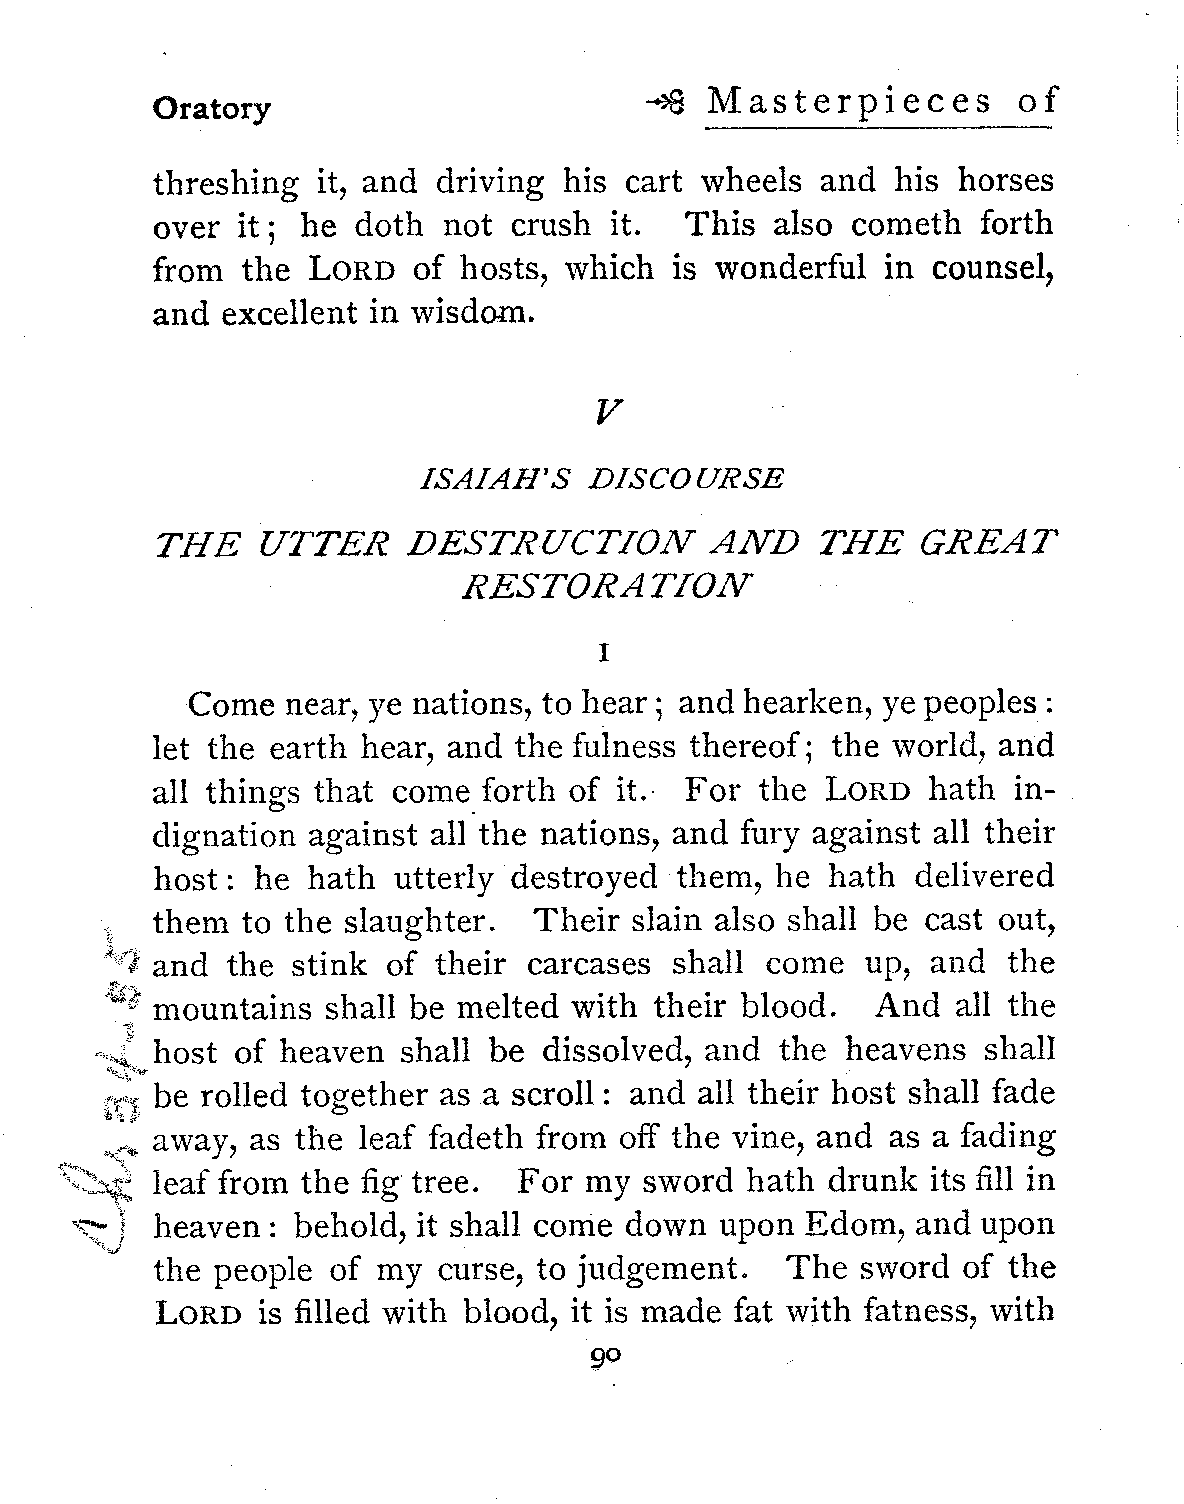 Oratory Masterpieces of
threshing it, and driving his cart wheels and his horses
over it; he doth not crush it. This also cometh forth
from the LORD of hosts, which is wonderful in counsel,
and excellent in wisdom.
V
ISAIAH'S DISCOURSE
THE UTTER DESTRUCTION AND THE GREAT
RESTORATION
I
Come near, ye nations, to hear; and hearken, ye peoples:
let the earth hear, and the fulness thereof; the world, and
all things that come forth of it. For the LORD hath in-
dignation against all the nations, and fury against all their
host: he hath utterly destroyed them, he hath delivered
them to the slaughter. Their slain also shall be cast out,
and the stink of their carcases shall come up, and the
mountains shall be melted with their blood. And all the
host of heaven shall be dissolved, and the heavens shall
be rolled together as a scroll: and all their host shall fade
away, as the leaf fadeth from off the vine, and as a fading
leaf from the fig tree. For my sword hath drunk its fill in
heaven: behold, it shall come down upon Edom, and upon
the people of my curse, to judgement. The sword of the
LORD is filled with blood, it is made fat with fatness, with
90